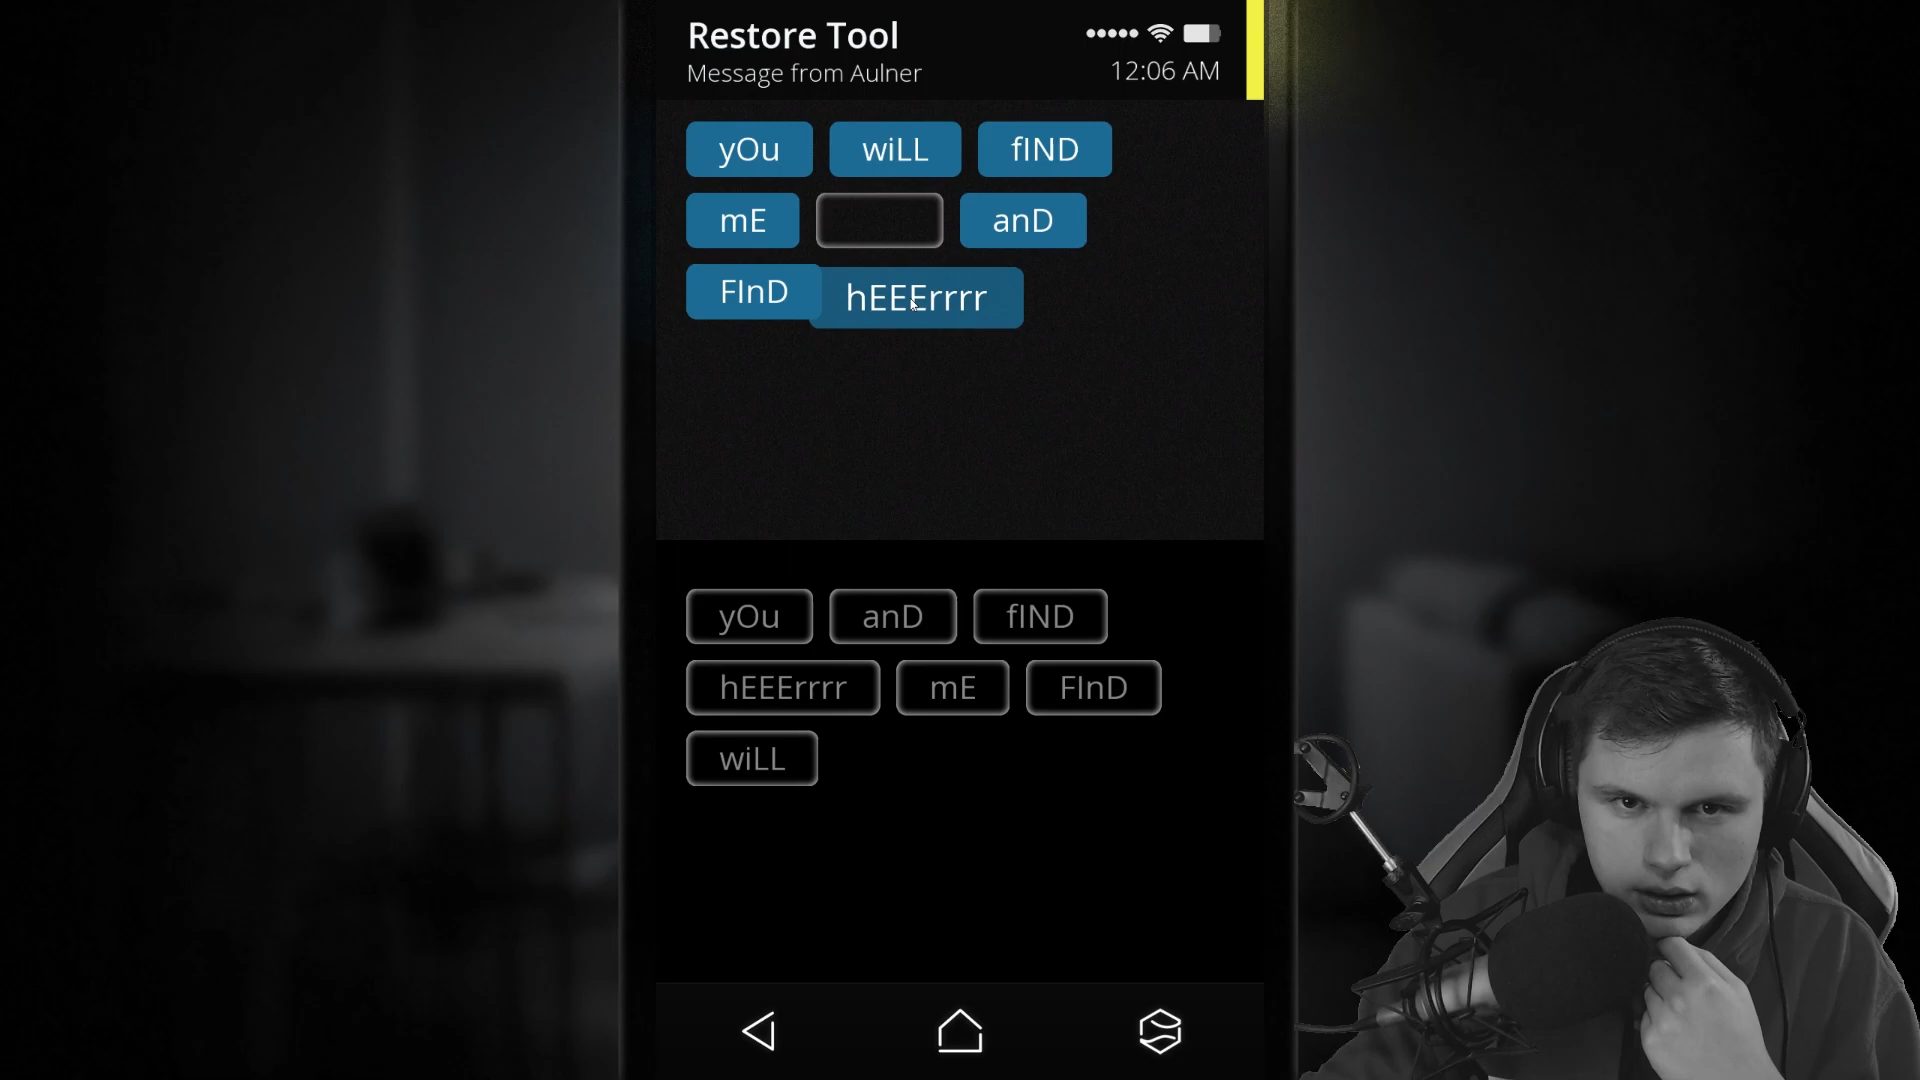 Restore Tool
Message from Aulner
12:06 AM
yOu wiLL fIND
mE anD
FInD hEEErrrr
yOu anD fIND
hEEErrrr mE FInD
wiLL